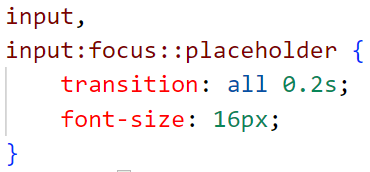 input,
input:focus::placeholder {
    transition: all 0.2s;
    font-size: 16px;
}